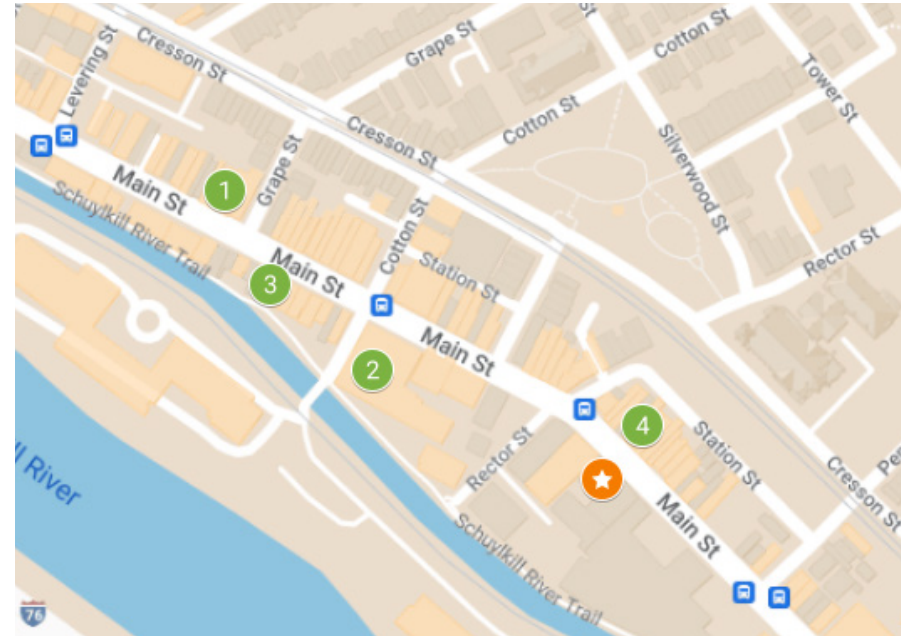 Levering St
Cresson St
Grape St
Cotton St
Tower St
Cotton St
Cresson St
Silverwood St
Grape St
1
Main St
Schuylkill River Trail
Cotton St
Rector St
3
Main St
Station St
2
Main St
4
Rector St
Station St
Cresson St
River
Main St
Schuylkill River Trail
76